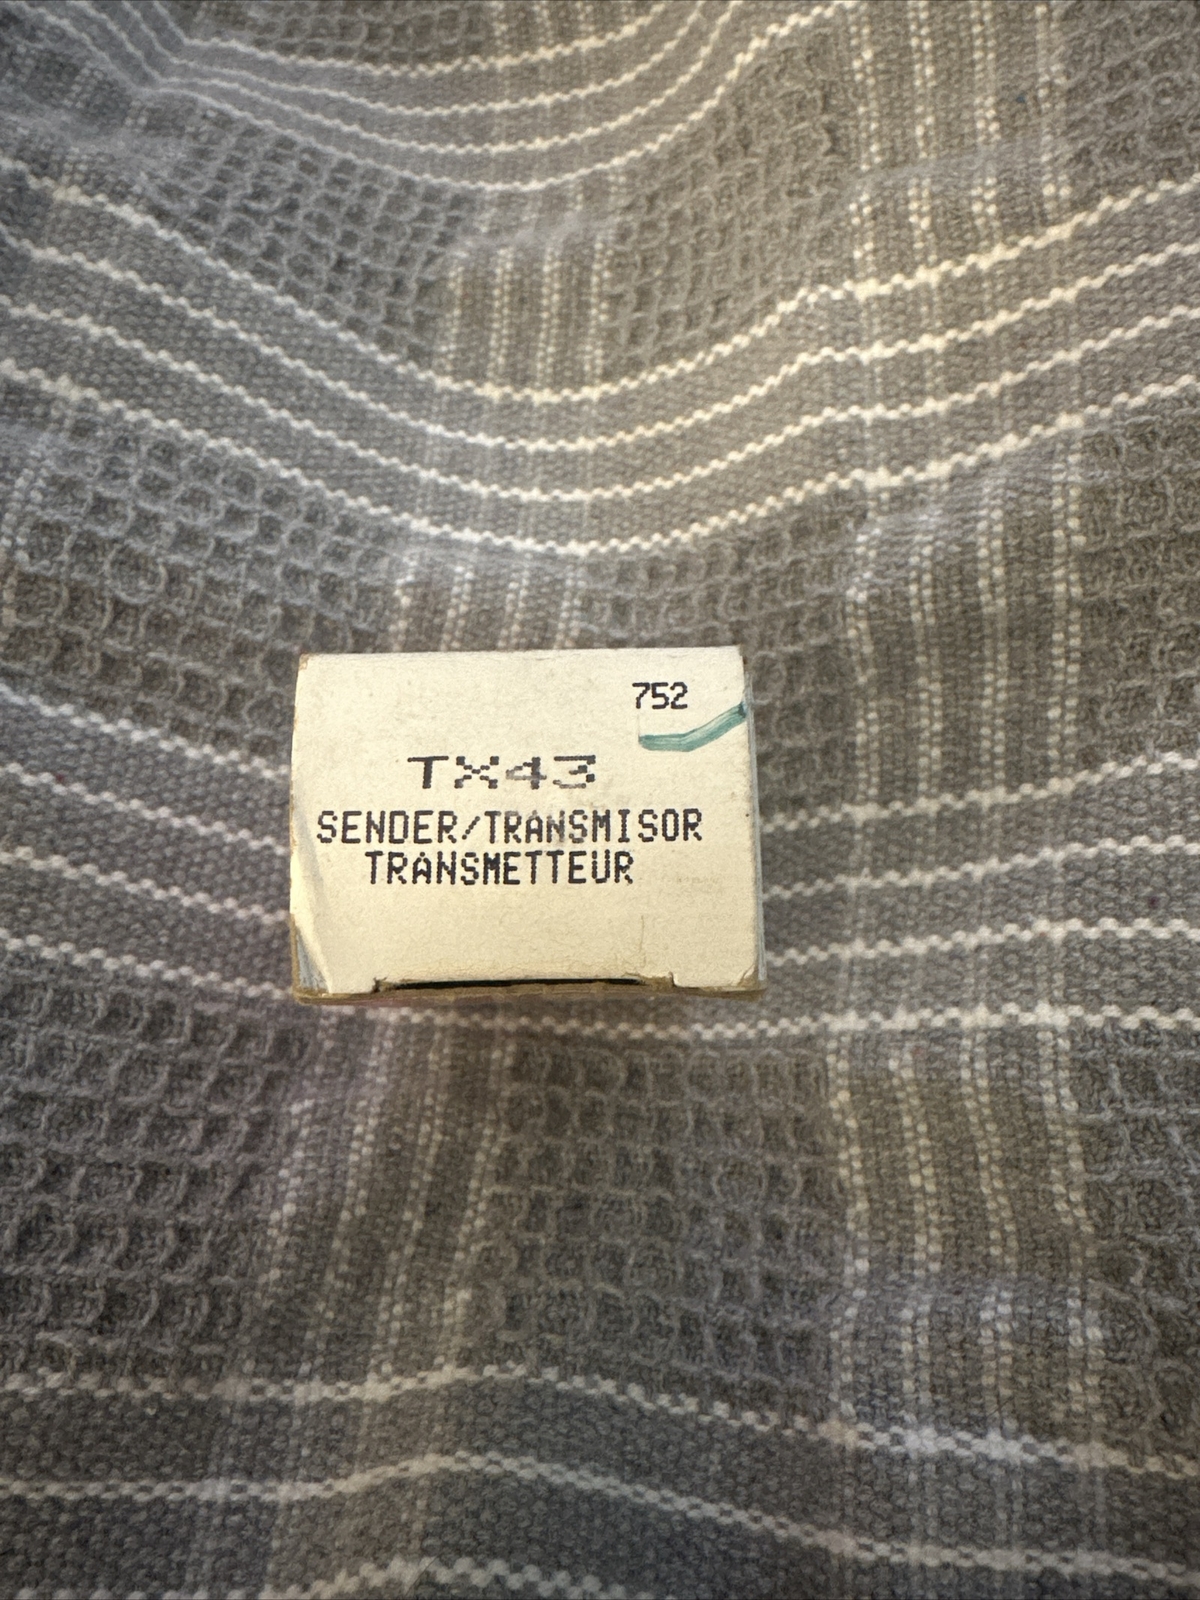 752
TX43
SENDER/TRANSMISOR
TRANSMETTEUR